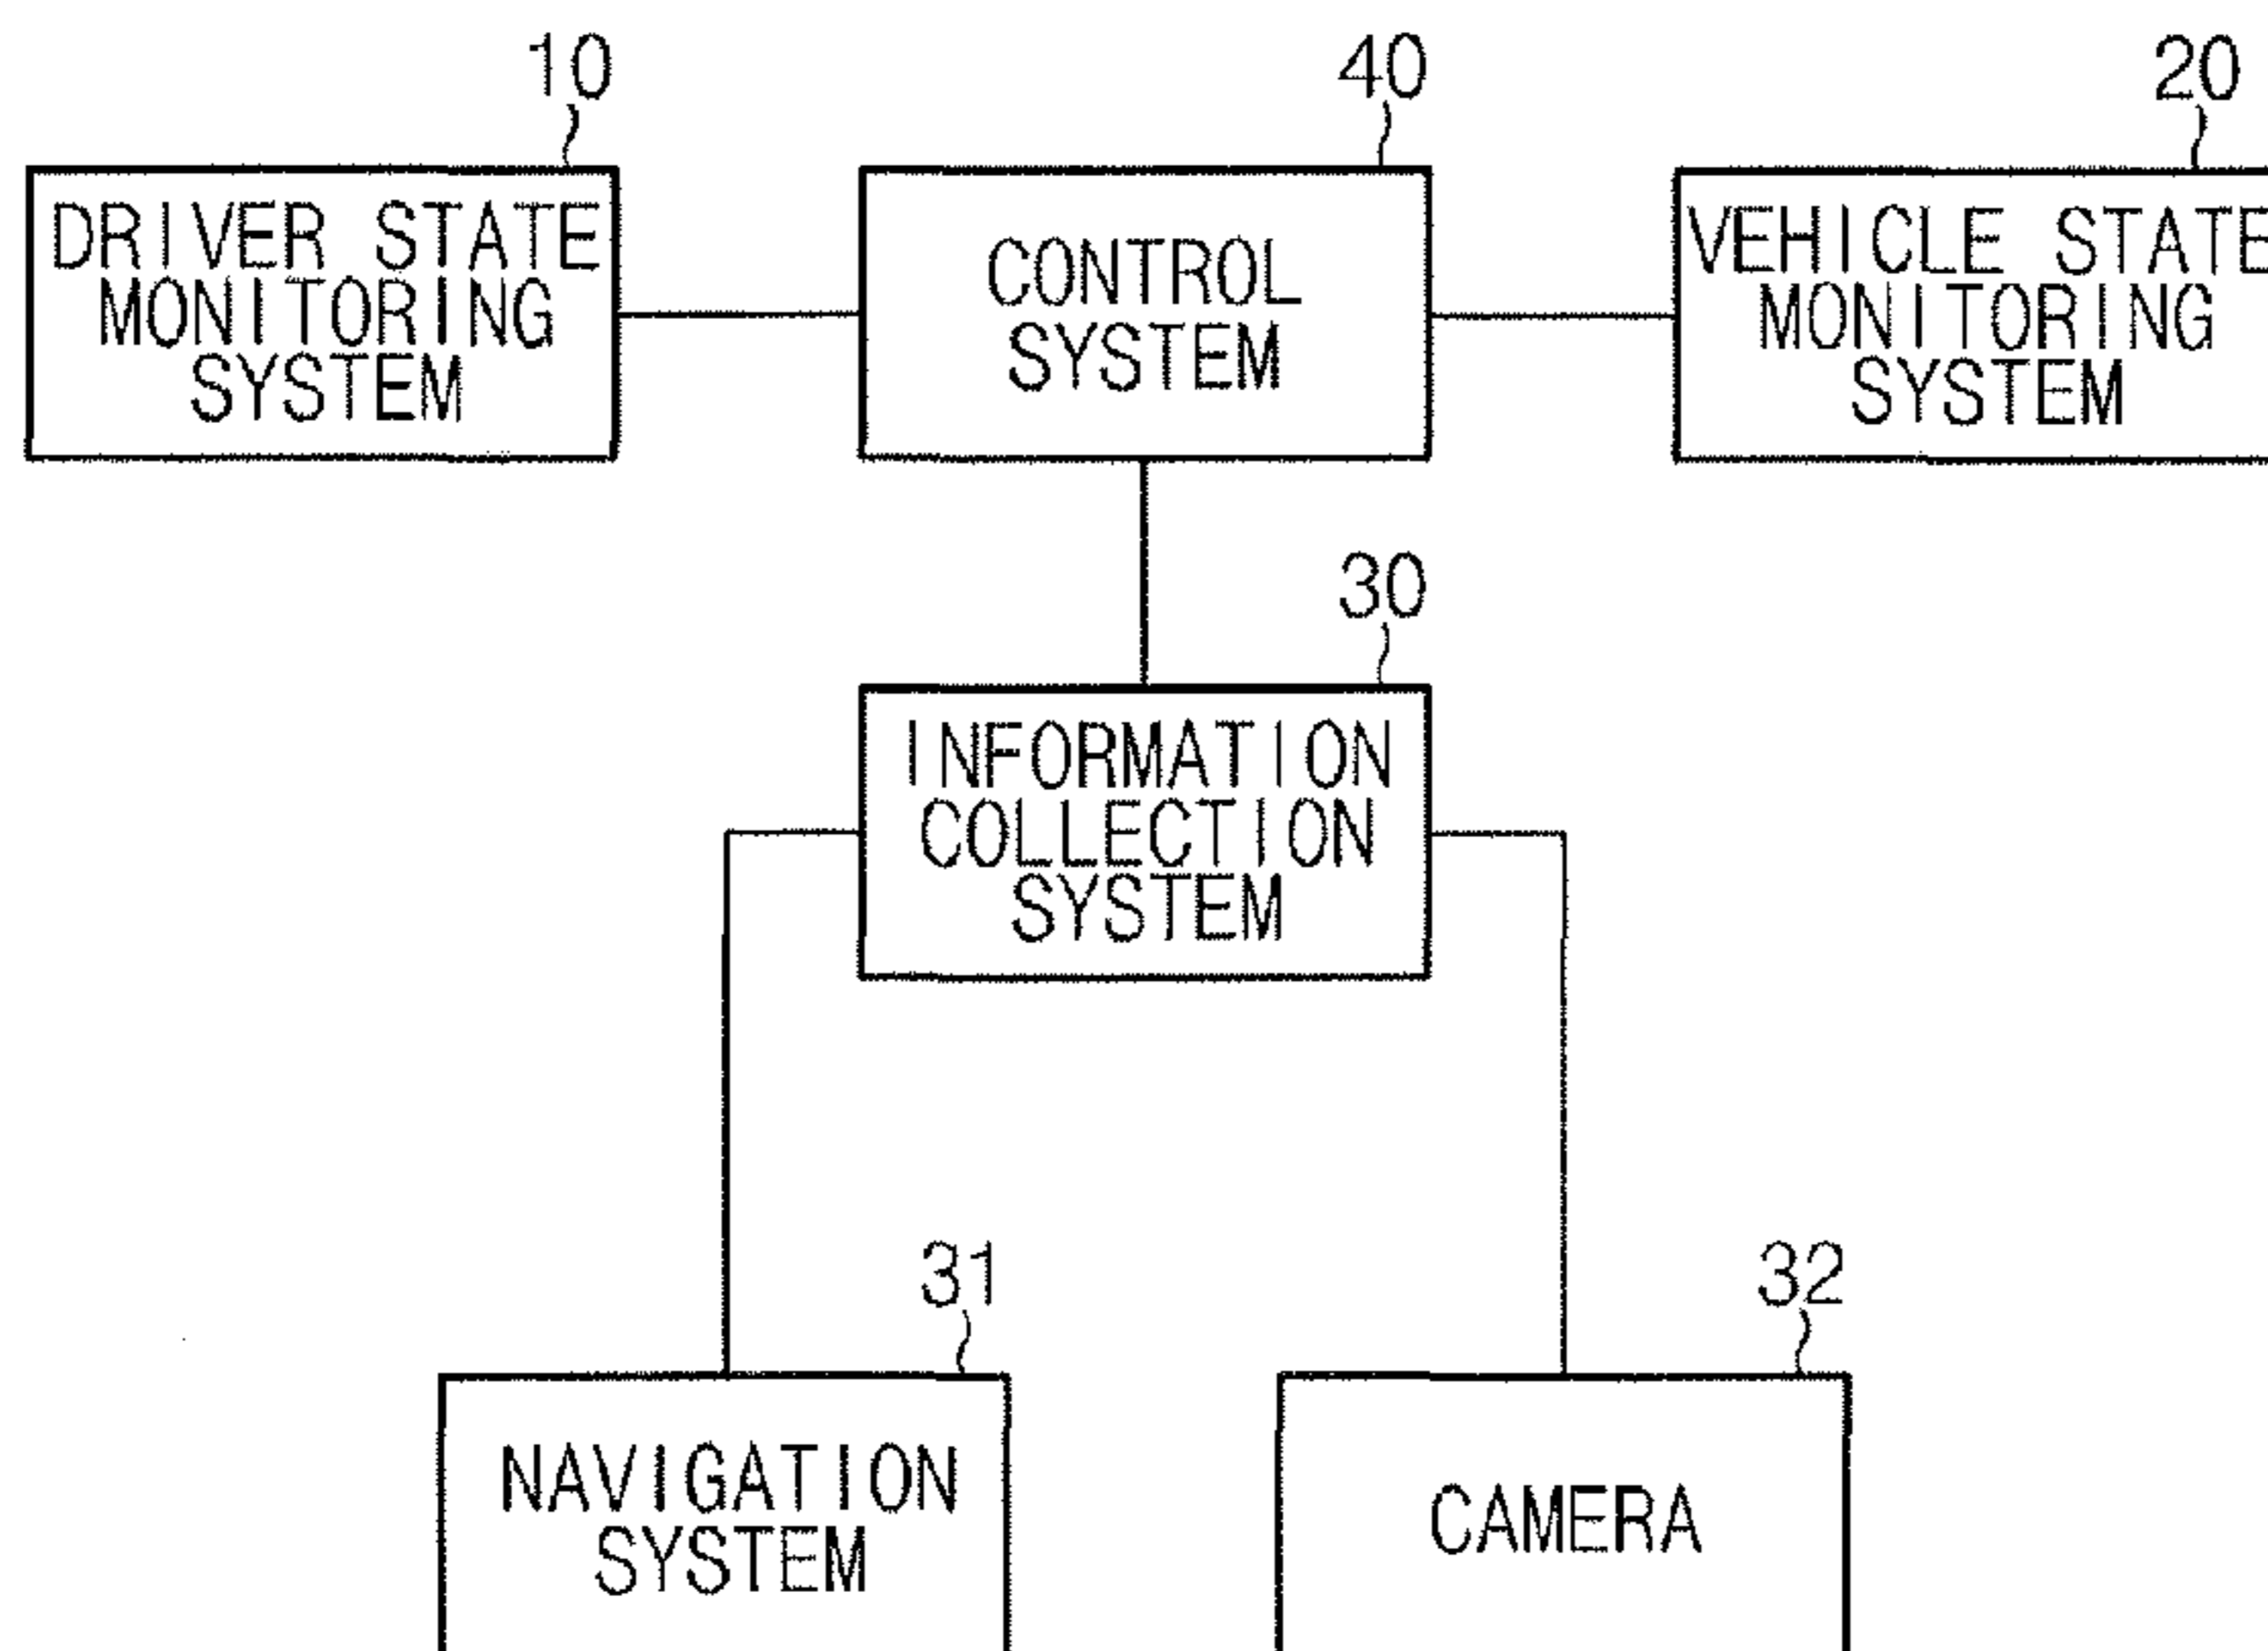 10
40
20
DRIVER STATE
MONITORING
SYSTEM
CONTROL
SYSTEM
VEHICLE STATE
MONITORING
SYSTEM
30
INFORMATION
COLLECTION
SYSTEM
31
32
NAVIGATION
SYSTEM
CAMERA